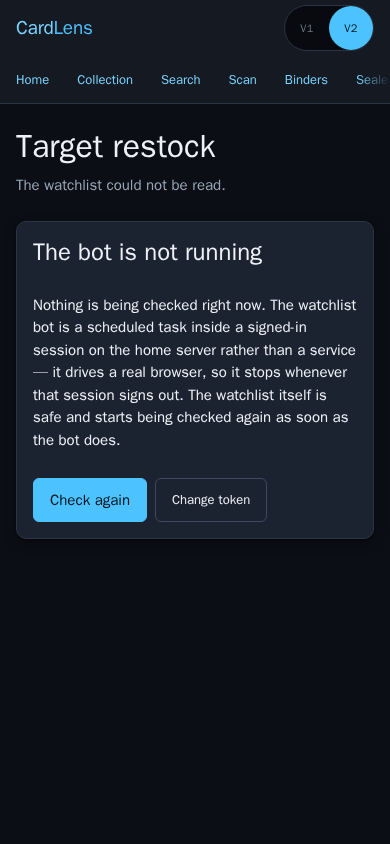 CardLens
V1 V2
Home Collection Search Scan Binders Seale
Target restock
The watchlist could not be read.
The bot is not running
Nothing is being checked right now. The watchlist
bot is a scheduled task inside a signed-in
session on the home server rather than a service
— it drives a real browser, so it stops whenever
that session signs out. The watchlist itself is
safe and starts being checked again as soon as
the bot does.
Check again Change token